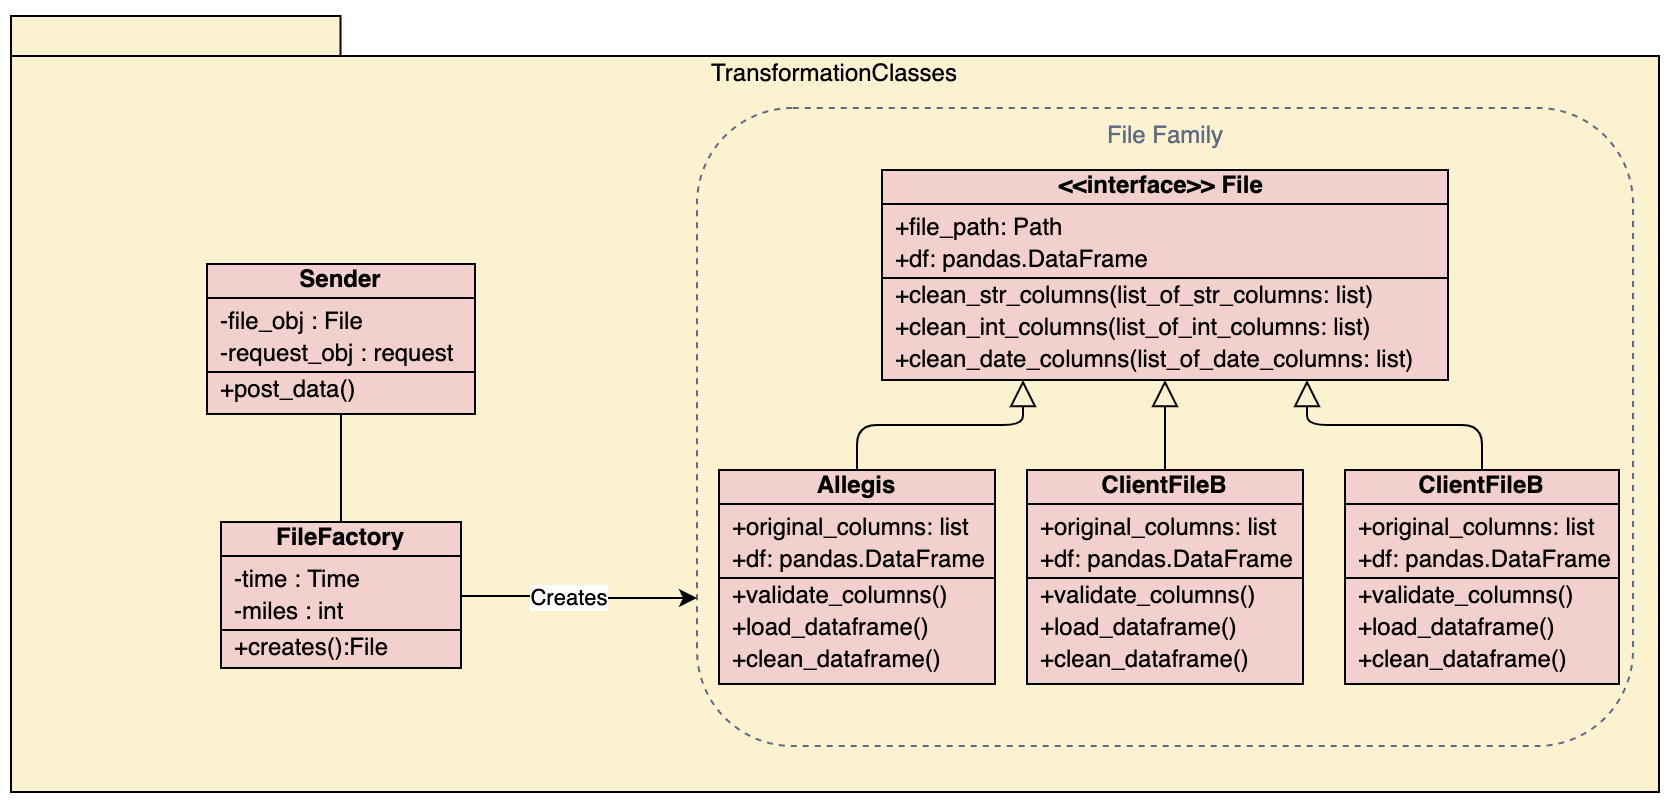 TransformationClasses
File Family
<<interface>> File
+file_path: Path
+df: pandas.DataFrame
+clean_str_columns(list_of_str_columns: list)
+clean_int_columns(list_of_int_columns: list)
+clean_date_columns(list_of_date_columns: list)
Sender
-file_obj : File
-request_obj : request
+post_data()
FileFactory
-time : Time
-miles : int
+creates():File
Creates
Allegis
+original_columns: list
+df: pandas.DataFrame
+validate_columns()
+load_dataframe()
+clean_dataframe()
ClientFileB
+original_columns: list
+df: pandas.DataFrame
+validate_columns()
+load_dataframe()
+clean_dataframe()
ClientFileB
+original_columns: list
+df: pandas.DataFrame
+validate_columns()
+load_dataframe()
+clean_dataframe()